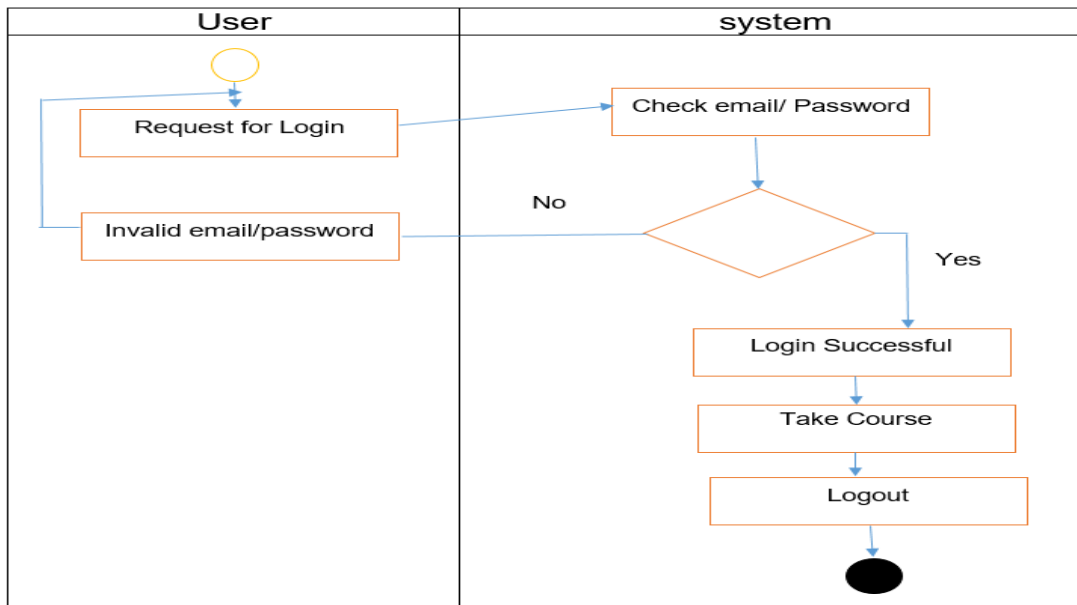 User
system
Request for Login
Check email/ Password
No
Invalid email/password
Yes
Login Successful
Take Course
Logout